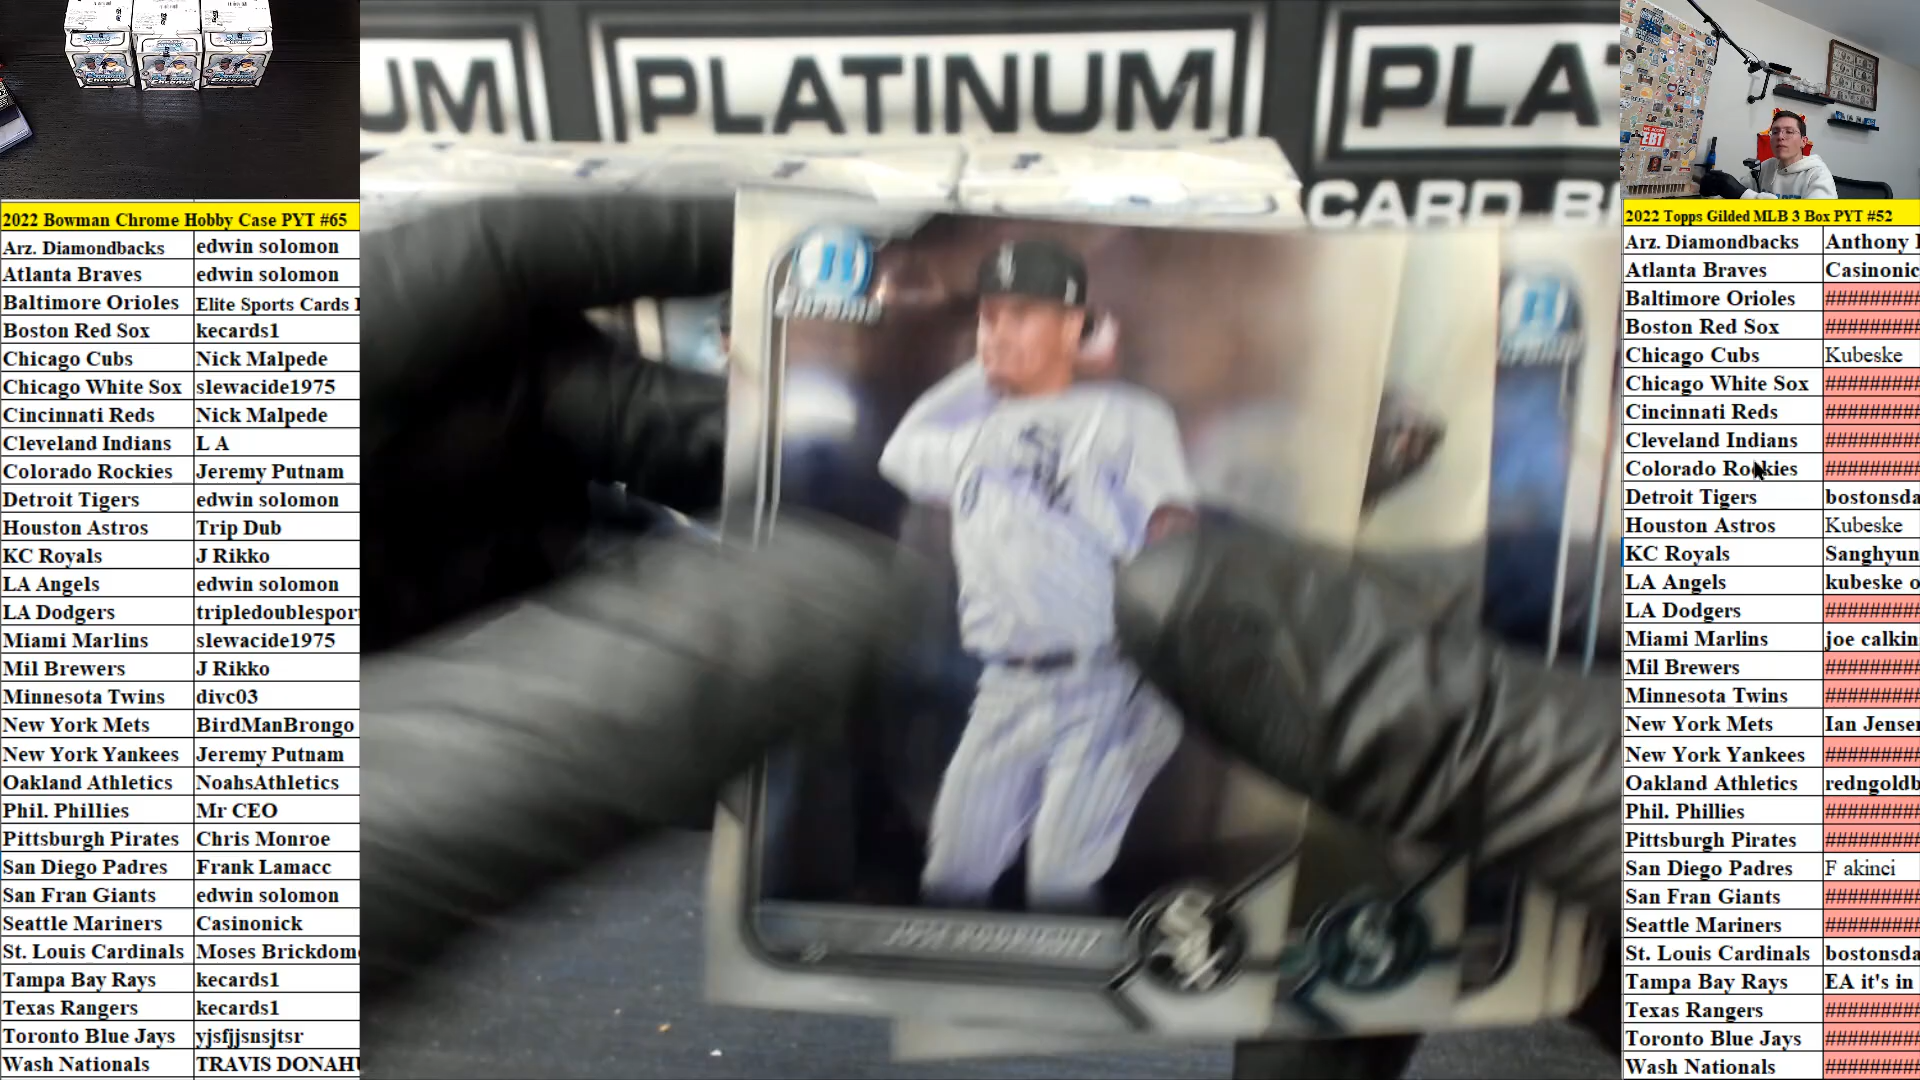 UM PLATINUM PLA
CARD B
CHROME
2022 Bowman Chrome Hobby Case PYT #65
Arz. Diamondbacks edwin solomon
Atlanta Braves edwin solomon
Baltimore Orioles Elite Sports Cards
Boston Red Sox kecards1
Chicago Cubs Nick Malpede
Chicago White Sox slewacide1975
Cincinnati Reds Nick Malpede
Cleveland Indians L A
Colorado Rockies Jeremy Putnam
Detroit Tigers edwin solomon
Houston Astros Trip Dub
KC Royals J Rikko
LA Angels edwin solomon
LA Dodgers tripledoublesport
Miami Marlins slewacide1975
Mil Brewers J Rikko
Minnesota Twins divc03
New York Mets BirdManBrongo
New York Yankees Jeremy Putnam
Oakland Athletics NoahsAthletics
Phil. Phillies Mr CEO
Pittsburgh Pirates Chris Monroe
San Diego Padres Frank Lamacc
San Fran Giants edwin solomon
Seattle Mariners Casinonick
St. Louis Cardinals Moses Brickdom
Tampa Bay Rays kecards1
Texas Rangers kecards1
Toronto Blue Jays yjsfjjsnsjtsr
Wash Nationals TRAVIS DONAH
EBT
2022 Topps Gilded MLB 3 Box PYT #52
Arz. Diamondbacks Anthony
Atlanta Braves Casinonic
Baltimore Orioles #########
Boston Red Sox #########
Chicago Cubs Kubeske
Chicago White Sox #########
Cincinnati Reds #########
Cleveland Indians #########
Colorado Rockies #########
Detroit Tigers bostonsda
Houston Astros Kubeske
KC Royals Sanghyun
LA Angels kubeske o
LA Dodgers #########
Miami Marlins joe calkin
Mil Brewers #########
Minnesota Twins #########
New York Mets Ian Jensen
New York Yankees #########
Oakland Athletics redngoldb
Phil. Phillies #########
Pittsburgh Pirates #########
San Diego Padres F akinci
San Fran Giants #########
Seattle Mariners #########
St. Louis Cardinals bostonsda
Tampa Bay Rays EA it's in
Texas Rangers #########
Toronto Blue Jays #########
Wash Nationals #########